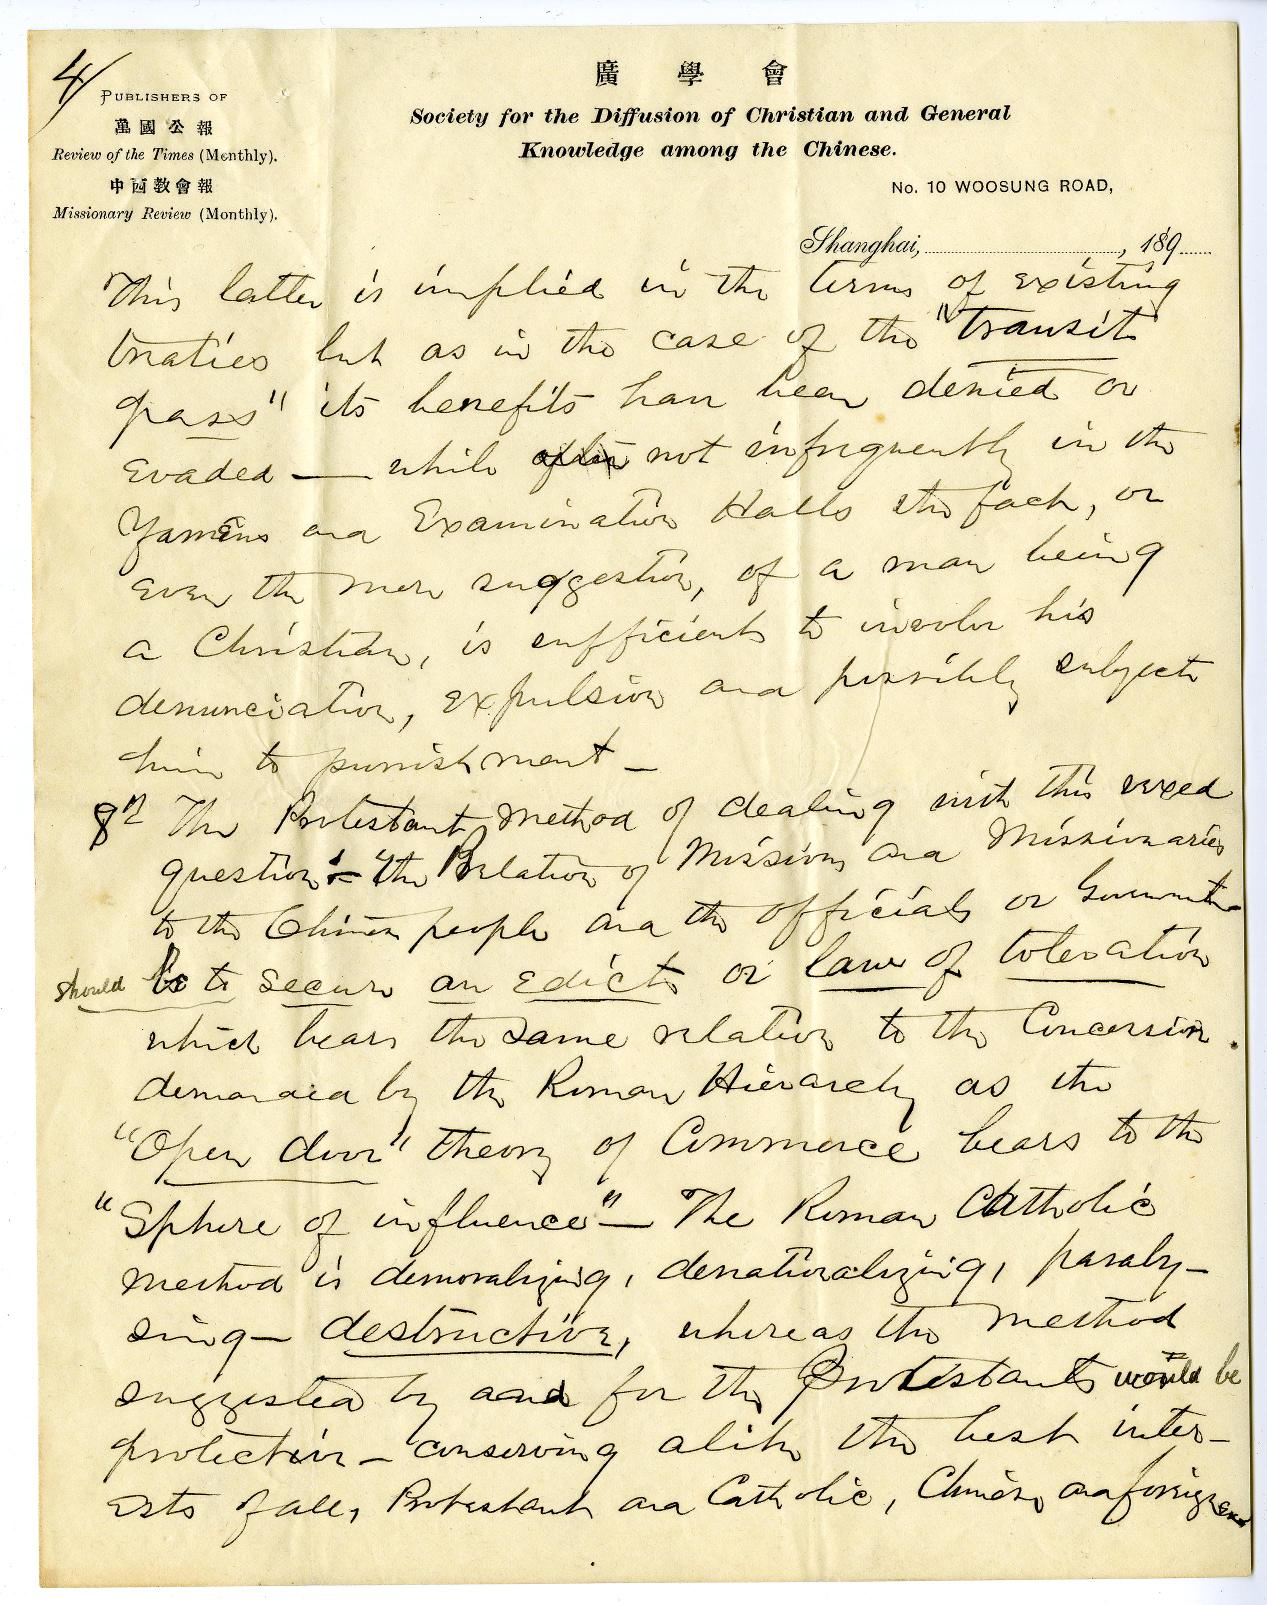 4/
PUBLISHERS OF
萬國公報
Review of the Times (Monthly).
中西教會報
Missionary Review (Monthly).
廣學會
Society for the Diffusion of Christian and General
Knowledge among the Chinese.
No. 10 WOOSUNG ROAD,
Shanghai, , 189
This latter is implied in the terms of existing
treaties but as in the case of the "transit
pass" its benefits have been denied or
evaded — while not infrequently in the
Yamens and Examination Halls the fact, or
even the mere suggestion, of a man being
a Christian, is sufficient to involve his
denunciation, expulsion and possibly subject
him to punishment —
8th The Protestant method of dealing with this vexed
question:- the Relation of Missions and Missionaries
to the Chinese people and the officials or Government
should be to secure an edict or law of toleration
which bears the same relation to the Concession
demanded by the Roman Hierarchy as the
"Open door" theory of Commerce bears to the
"Sphere of influence" — The Roman Catholic
method is demoralizing, denationalizing, paraly-
sing — destructive, whereas the method
suggested by and for the Protestants would be
protective — conserving alike the best inter-
ests of all, Protestant and Catholic, Chinese and foreigner